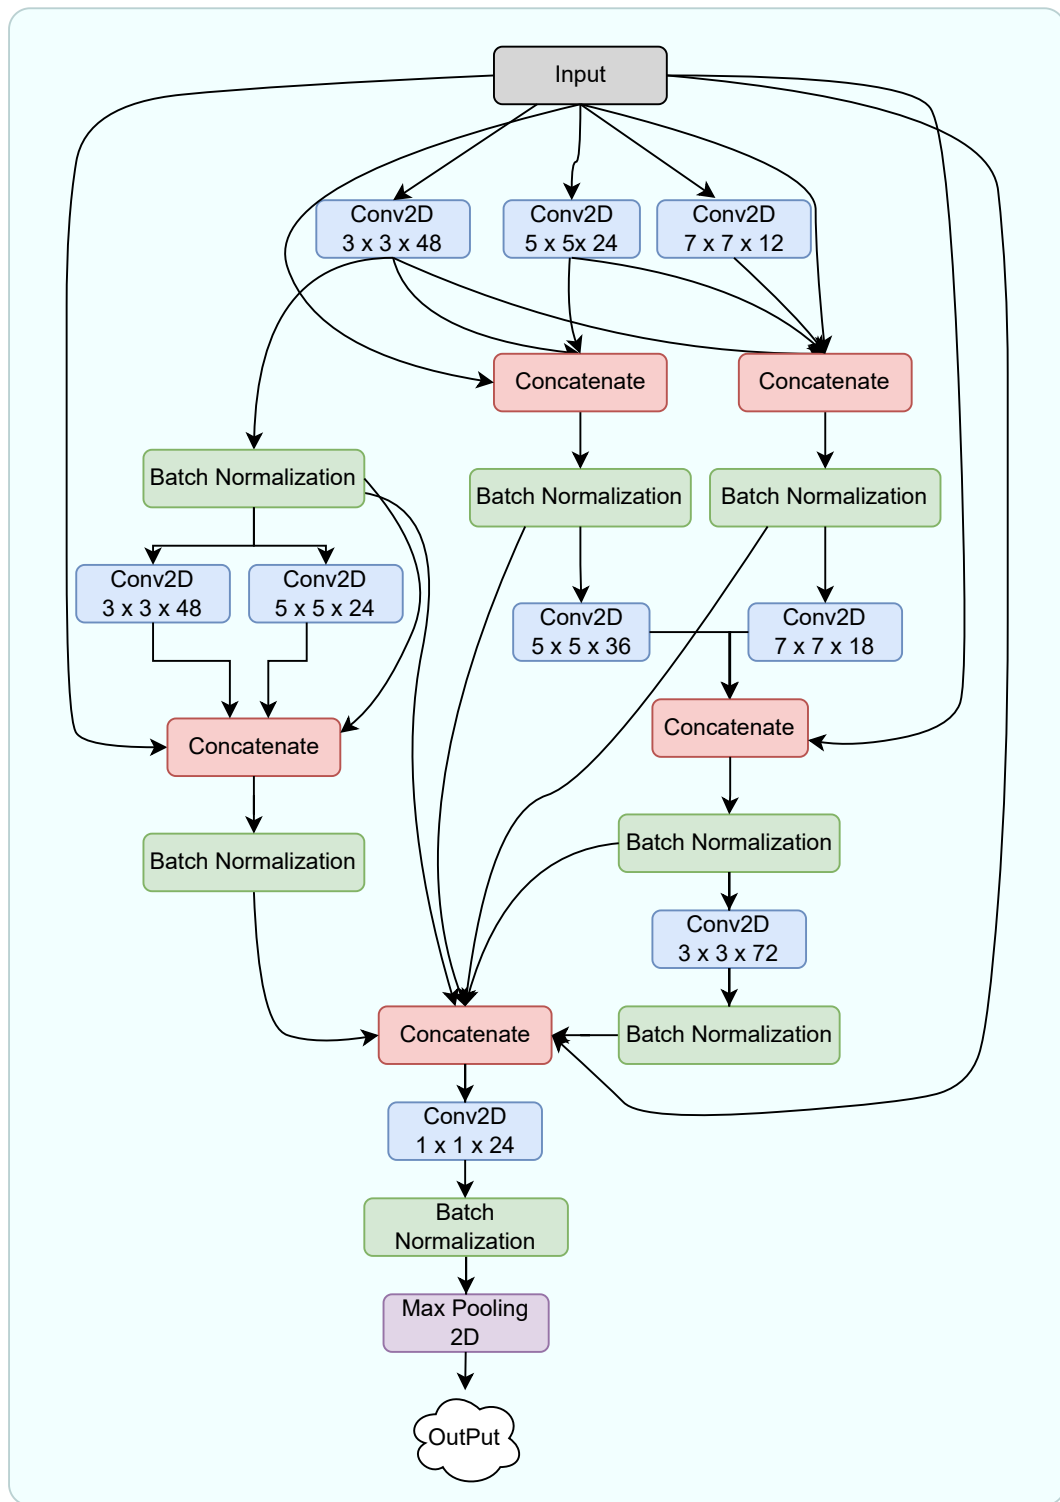 Input
Conv2D
3 x 3 x 48
Conv2D
5 x 5x 24
Conv2D
7 x 7 x 12
Concatenate
Concatenate
Batch Normalization
Batch Normalization
Batch Normalization
Conv2D
3 x 3 x 48
Conv2D
5 x 5 x 24
Conv2D
5 x 5 x 36
Conv2D
7 x 7 x 18
Concatenate
Concatenate
Batch Normalization
Batch Normalization
Conv2D
3 x 3 x 72
Concatenate
Batch Normalization
Conv2D
1 x 1 x 24
Batch
Normalization
Max Pooling
2D
OutPut